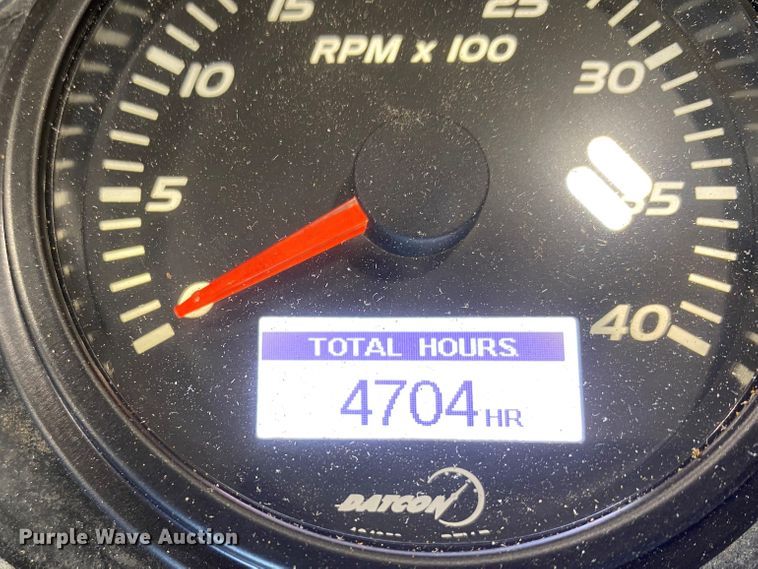 15 25
RPM x 100
10 30
5 35
0 40
TOTAL HOURS
4704 HR
DATCON
Purple Wave Auction